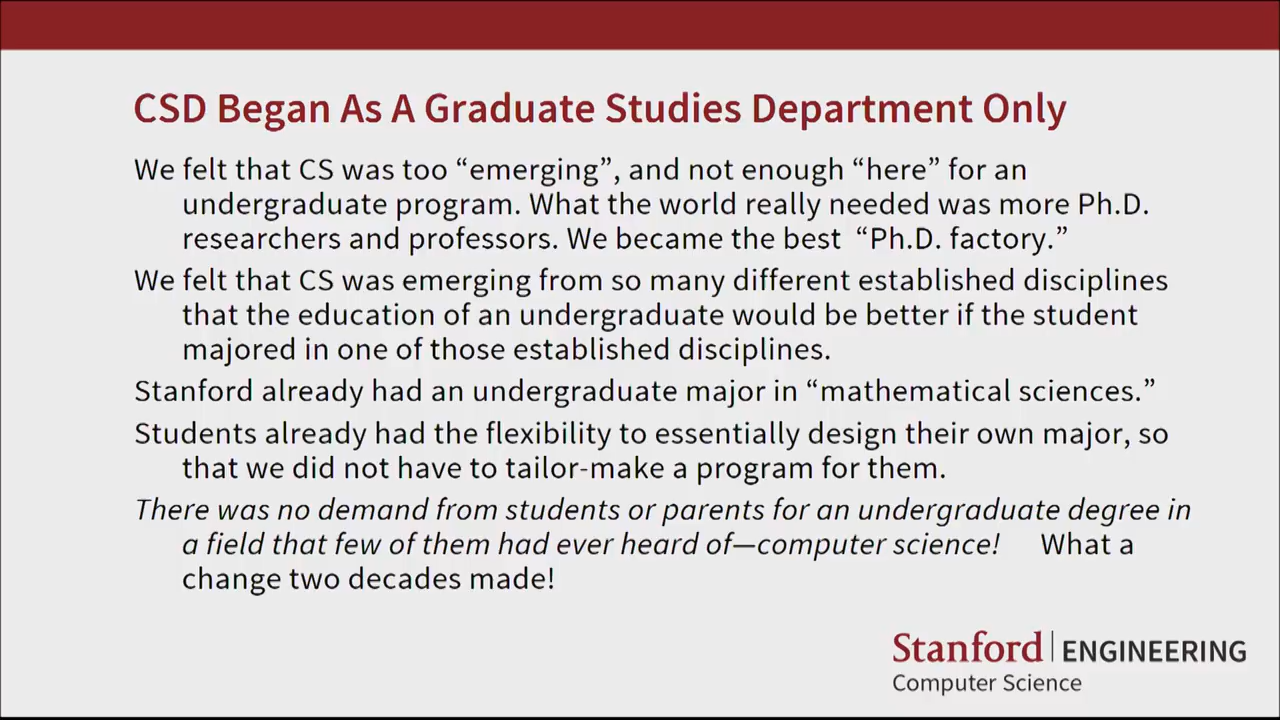 CSD Began As A Graduate Studies Department Only
We felt that CS was too “emerging”, and not enough “here” for an
undergraduate program. What the world really needed was more Ph.D.
researchers and professors. We became the best “Ph.D. factory.”
We felt that CS was emerging from so many different established disciplines
that the education of an undergraduate would be better if the student
majored in one of those established disciplines.
Stanford already had an undergraduate major in “mathematical sciences.”
Students already had the flexibility to essentially design their own major, so
that we did not have to tailor-make a program for them.
There was no demand from students or parents for an undergraduate degree in
a field that few of them had ever heard of—computer science! What a
change two decades made!
Stanford | ENGINEERING
Computer Science